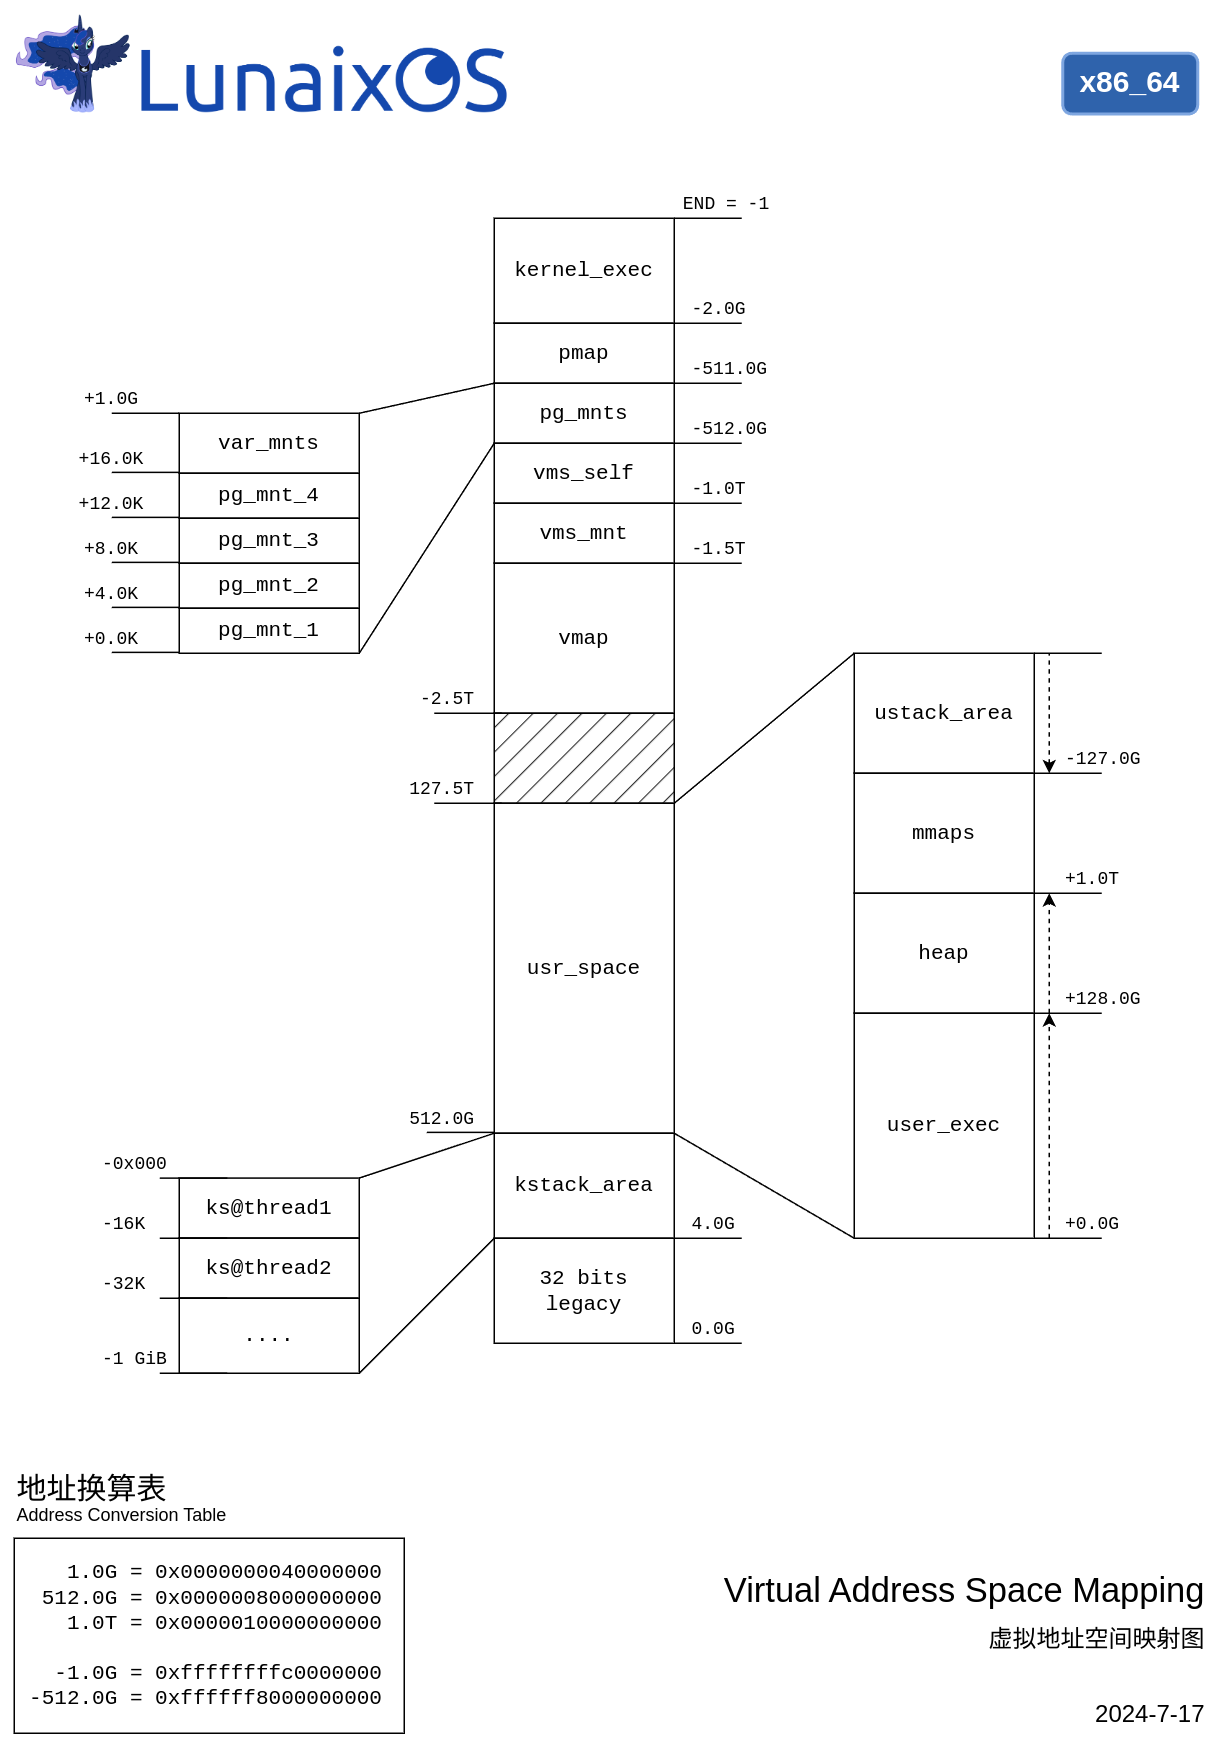 LunaixOS
x86_64
END = -1
kernel_exec
-2.0G
pmap
-511.0G
pg_mnts
-512.0G
vms_self
-1.0T
vms_mnt
-1.5T
vmap
-2.5T
127.5T
usr_space
512.0G
kstack_area
4.0G
32 bits
legacy
0.0G
+1.0G
var_mnts
+16.0K
pg_mnt_4
+12.0K
pg_mnt_3
+8.0K
pg_mnt_2
+4.0K
pg_mnt_1
+0.0K
ustack_area
-127.0G
mmaps
+1.0T
heap
+128.0G
user_exec
+0.0G
-0x000
ks@thread1
-16K
ks@thread2
-32K
....
-1 GiB
地址换算表
Address Conversion Table
1.0G = 0x0000000040000000
512.0G = 0x0000008000000000
1.0T = 0x0000010000000000
-1.0G = 0xffffffffc0000000
-512.0G = 0xffffff8000000000
Virtual Address Space Mapping
虚拟地址空间映射图
2024-7-17